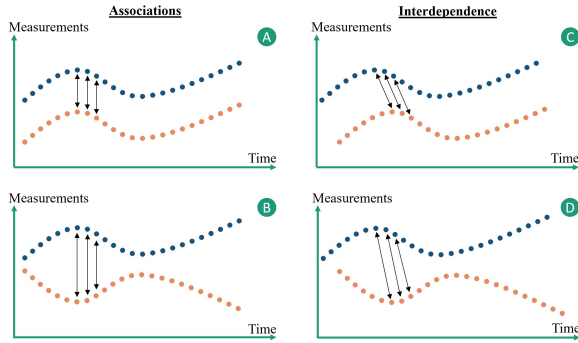 Associations
Interdependence
Measurements
A
Time
Measurements
C
Time
Measurements
B
Time
Measurements
D
Time